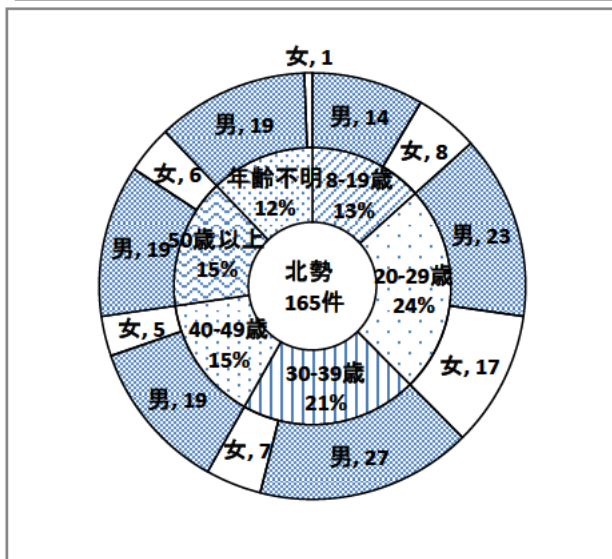 女, 1
男, 14
女, 8
男, 23
女, 17
男, 27
女, 7
男, 19
女, 5
男, 19
女, 6
男, 19
8-19歳
13%
20-29歳
24%
30-39歳
21%
40-49歳
15%
50歳以上
15%
年齢不明
12%
北勢
165件